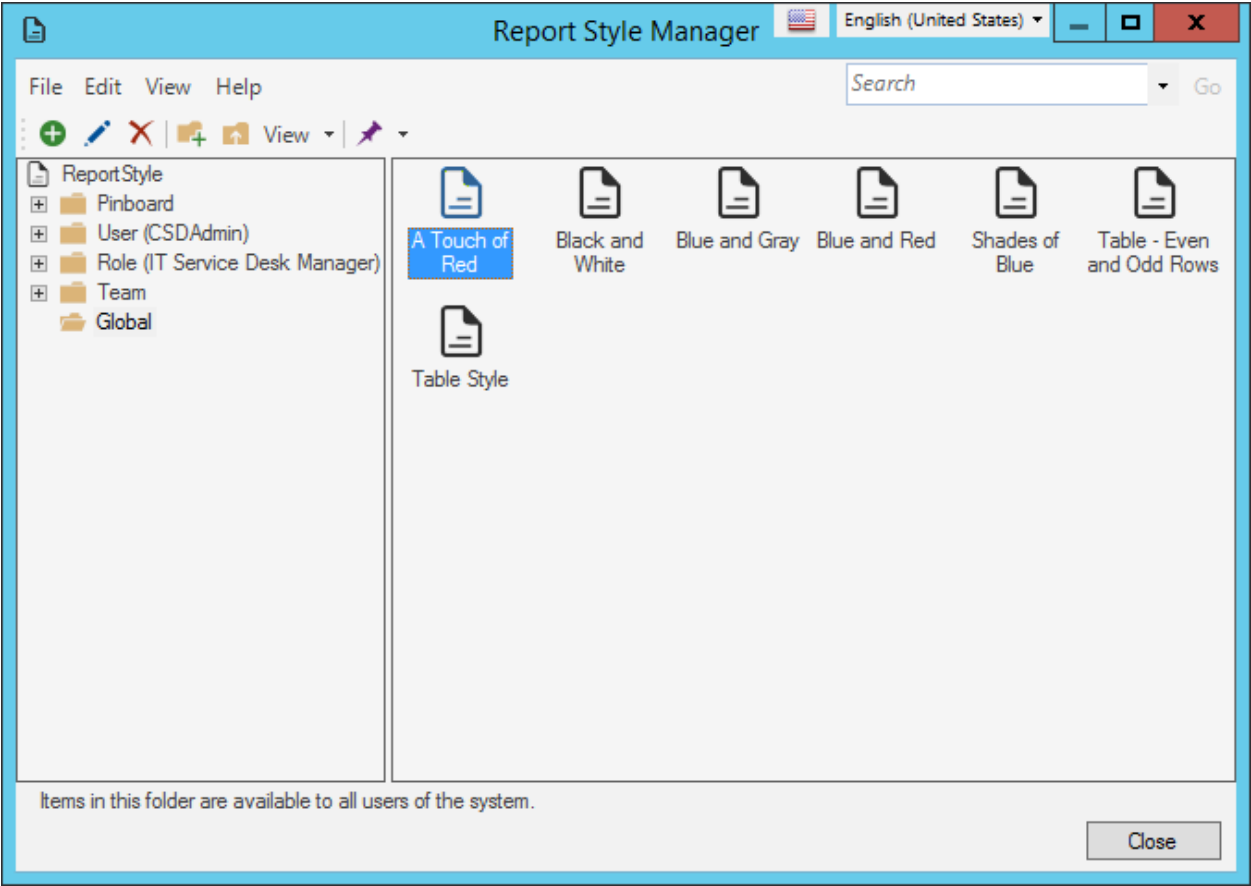 Report Style Manager
English (United States)
File Edit View Help
Search
Go
View
ReportStyle
Pinboard
User (CSDAdmin)
Role (IT Service Desk Manager)
Team
Global
A Touch of
Red
Black and
White
Blue and Gray
Blue and Red
Shades of
Blue
Table - Even
and Odd Rows
Table Style
Items in this folder are available to all users of the system.
Close